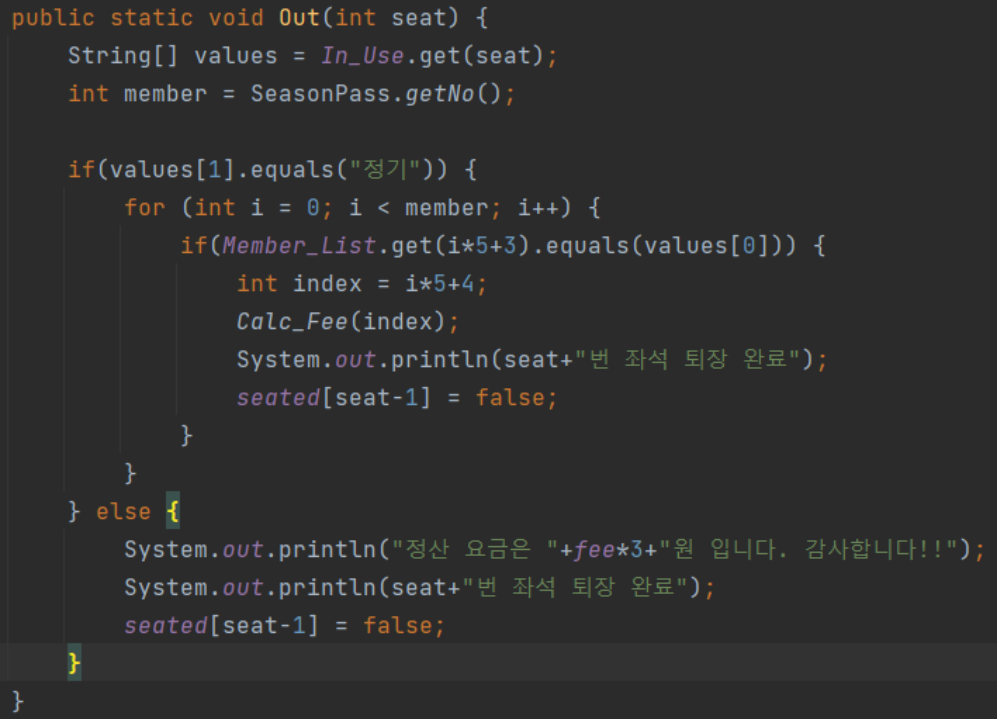 public static void Out(int seat) {
    String[] values = In_Use.get(seat);
    int member = SeasonPass.getNo();

    if(values[1].equals("정기")) {
        for (int i = 0; i < member; i++) {
            if(Member_List.get(i*5+3).equals(values[0])) {
                int index = i*5+4;
                Calc_Fee(index);
                System.out.println(seat+"번 좌석 퇴장 완료");
                seated[seat-1] = false;
            }
        }
    } else {
        System.out.println("정산 요금은 "+fee*3+"원 입니다. 감사합니다!!");
        System.out.println(seat+"번 좌석 퇴장 완료");
        seated[seat-1] = false;
    }
}